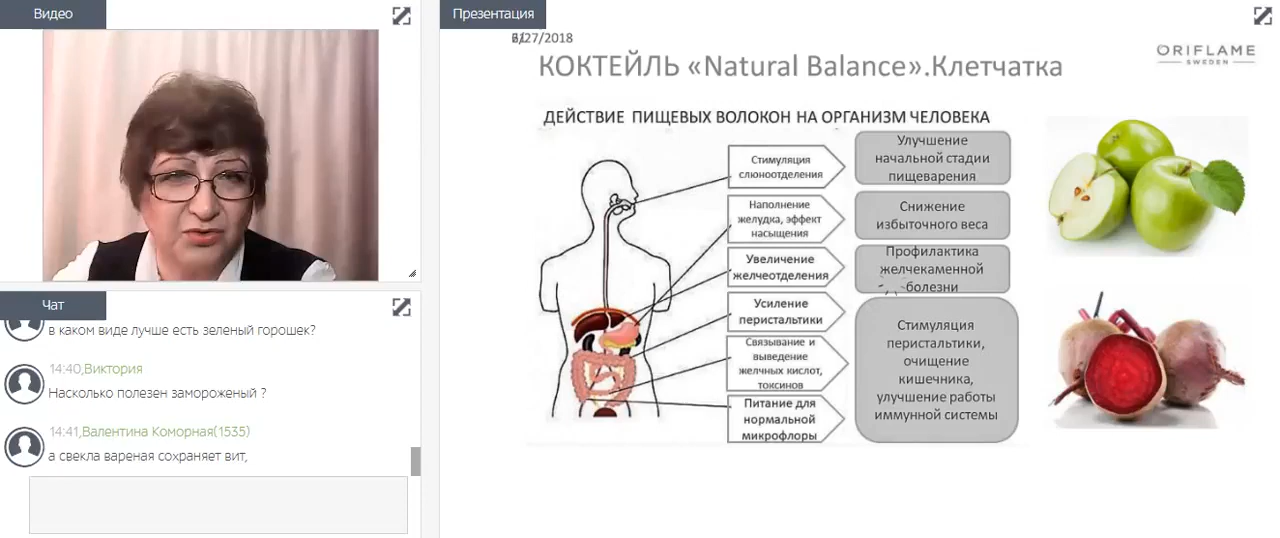 Видео
в каком виде лучше есть зеленый горошек?
Чат
14:40,Виктория
Насколько полезен замороженый ?
14:41,Валентина Коморная(1535)
а свекла вареная сохраняет вит,
Презентация
/27/2018
ORIFLAME
SWEDEN
КОКТЕЙЛЬ «Natural Balance».Клетчатка
ДЕЙСТВИЕ ПИЩЕВЫХ ВОЛОКОН НА ОРГАНИЗМ ЧЕЛОВЕКА
Стимуляция
слюноотделения
Улучшение
начальной стадии
пищеварения
Наполнение
желудка, эффект
насыщения
Снижение
избыточного веса
Увеличение
желчеотделения
Профилактика
желчекаменной
болезни
Усиление
перистальтики
Связывание и
выведение
желчных кислот,
токсинов
Питание для
нормальной
микрофлоры
Стимуляция
перистальтики,
очищение
кишечника,
улучшение работы
иммунной системы